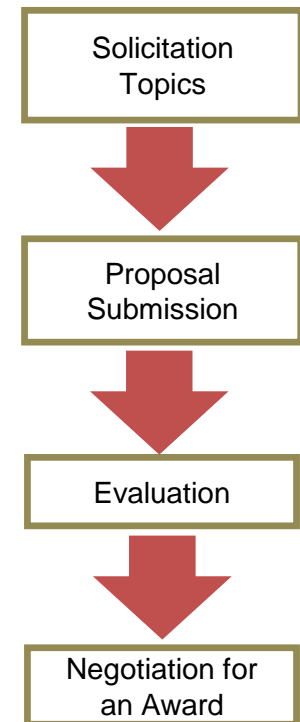 Solicitation
Topics
Proposal
Submission
Evaluation
Negotiation for
an Award